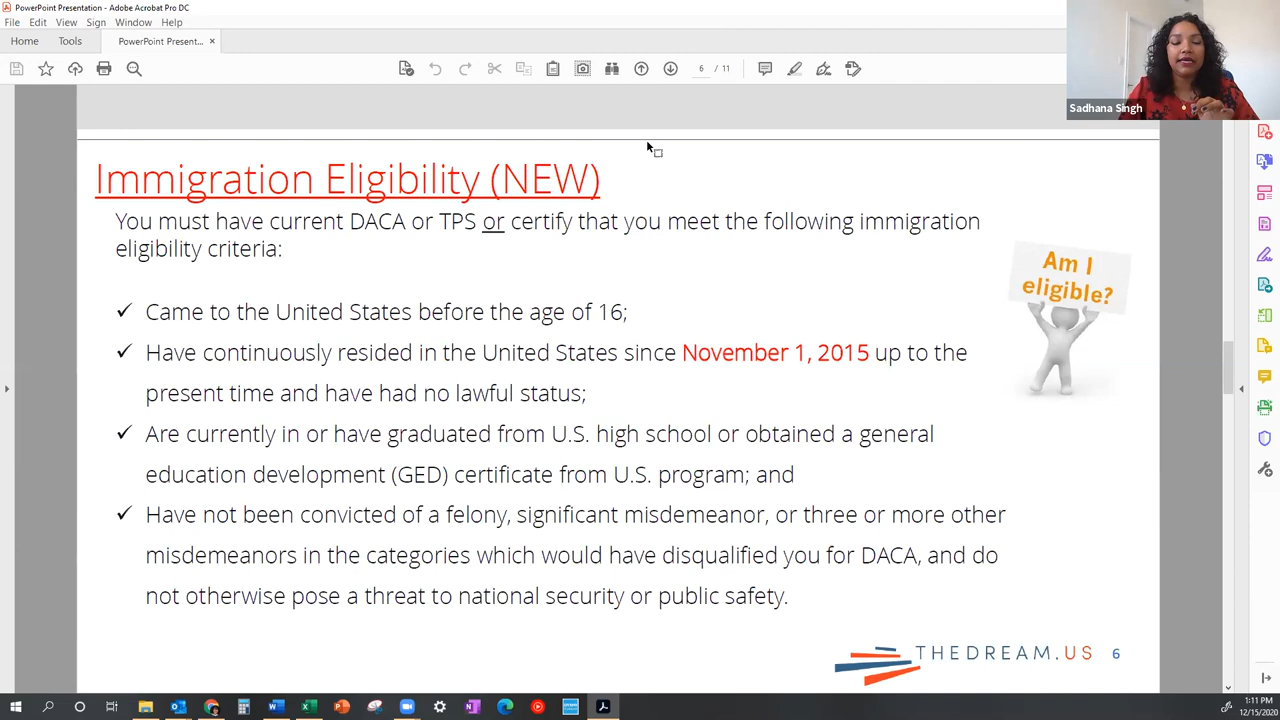 PowerPoint Presentation - Adobe Acrobat Pro DC
File Edit View Sign Window Help
Home Tools PowerPoint Present... ×
6 / 11
Sadhana Singh
Immigration Eligibility (NEW)
You must have current DACA or TPS or certify that you meet the following immigration
eligibility criteria:
Am I
eligible?
✓ Came to the United States before the age of 16;
✓ Have continuously resided in the United States since November 1, 2015 up to the
present time and have had no lawful status;
✓ Are currently in or have graduated from U.S. high school or obtained a general
education development (GED) certificate from U.S. program; and
✓ Have not been convicted of a felony, significant misdemeanor, or three or more other
misdemeanors in the categories which would have disqualified you for DACA, and do
not otherwise pose a threat to national security or public safety.
THEDREAM.US 6
1:11 PM
12/15/2020